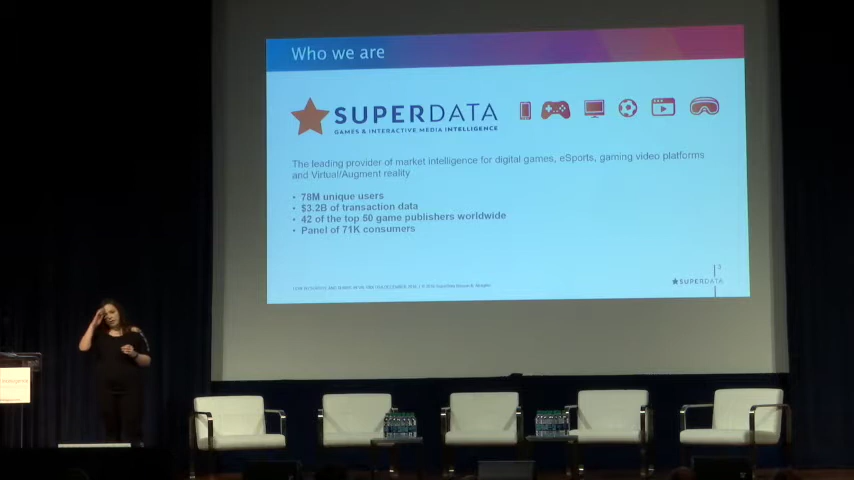 Who we are
SUPERDATA
GAMES & INTERACTIVE MEDIA INTELLIGENCE
The leading provider of market intelligence for digital games, eSports, gaming video platforms
and Virtual/Augment reality
• 78M unique users
• $3.2B of transaction data
• 42 of the top 50 game publishers worldwide
• Panel of 71K consumers
3
SUPERDATA